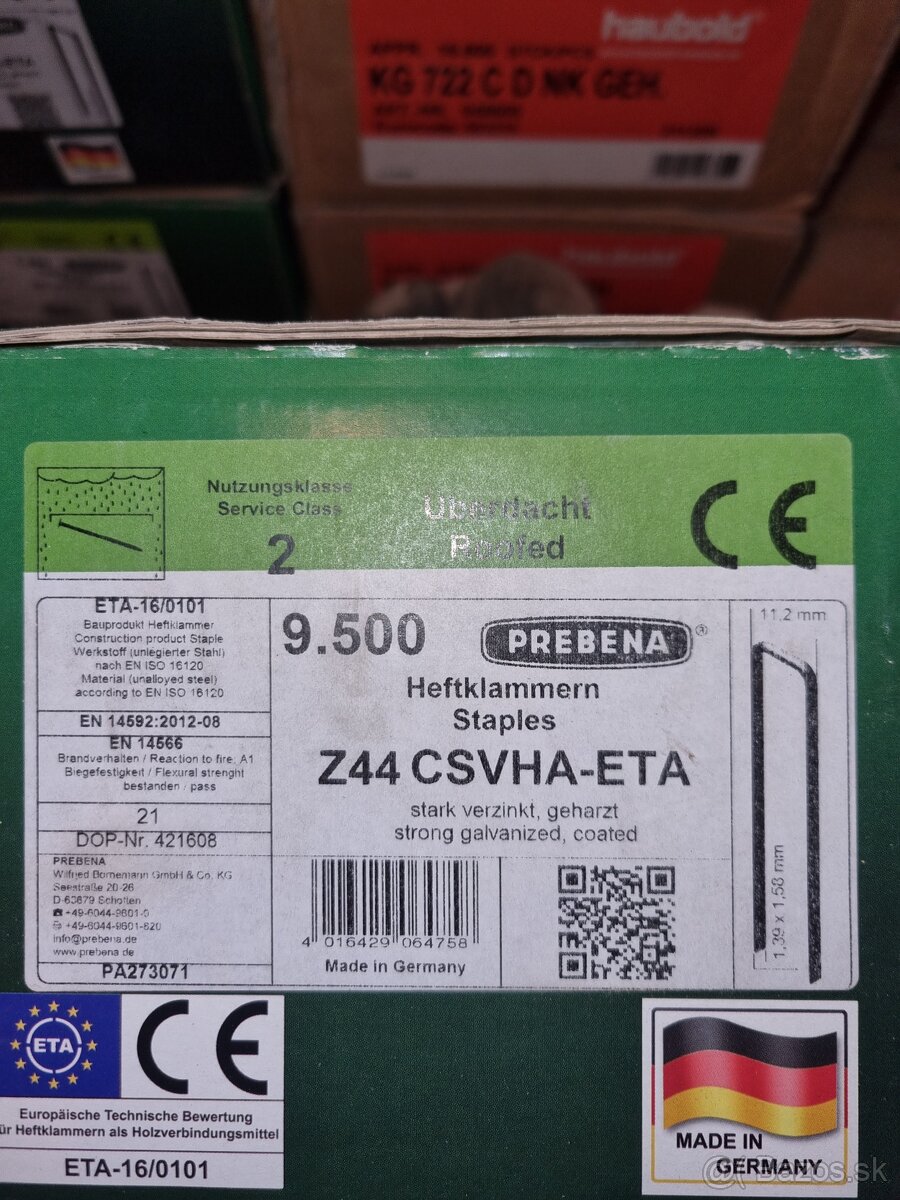 haubold
KG 722 C D NK GEH.
haubold
Nutzungsklasse
Service Class
2
Überdacht
Roofed
CE
ETA-16/0101
Bauprodukt Heftklammer
Construction product Staple
Werkstoff (unlegierter Stahl)
nach EN ISO 16120
Material (unalloyed steel)
according to EN ISO 16120
EN 14592:2012-08
EN 14566
Brandverhalten / Reaction to fire: A1
Biegefestigkeit / Flexural strenght
bestanden / pass
21
DOP-Nr. 421608
PREBENA
Wilfried Bornemann GmbH & Co. KG
Seestraße 20-26
D-63679 Schotten
+49-6044-9601-0
+49-6044-9601-820
info@prebena.de
www.prebena.de
PA273071
9.500
PREBENA®
Heftklammern
Staples
Z44 CSVHA-ETA
stark verzinkt, geharzt
strong galvanized, coated
4 016429 064758
Made in Germany
11,2 mm
1,39 x 1,58 mm
ETA
CE
Europäische Technische Bewertung
für Heftklammern als Holzverbindungsmittel
ETA-16/0101
MADE IN
GERMANY
@Bazos.sk